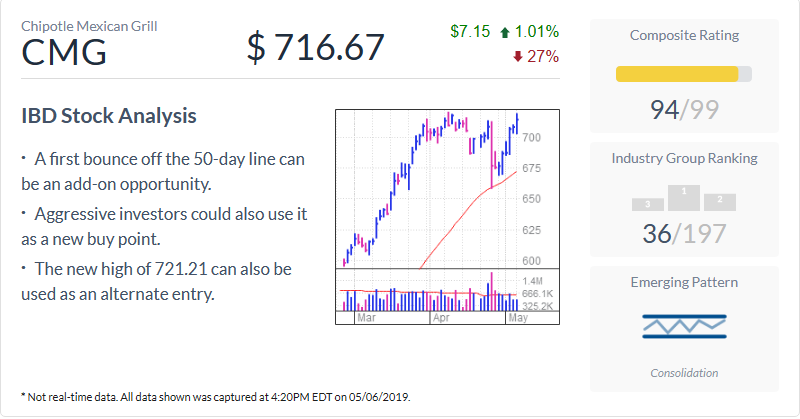 Chipotle Mexican Grill
CMG
$ 716.67
$7.15 1.01%
27%
IBD Stock Analysis
· A first bounce off the 50-day line can
be an add-on opportunity.
· Aggressive investors could also use it
as a new buy point.
· The new high of 721.21 can also be
used as an alternate entry.
700
675
650
625
600
1.4M
666.1K
325.2K
Mar Apr May
Composite Rating
94/99
Industry Group Ranking
3 1 2
36/197
Emerging Pattern
Consolidation
* Not real-time data. All data shown was captured at 4:20PM EDT on 05/06/2019.